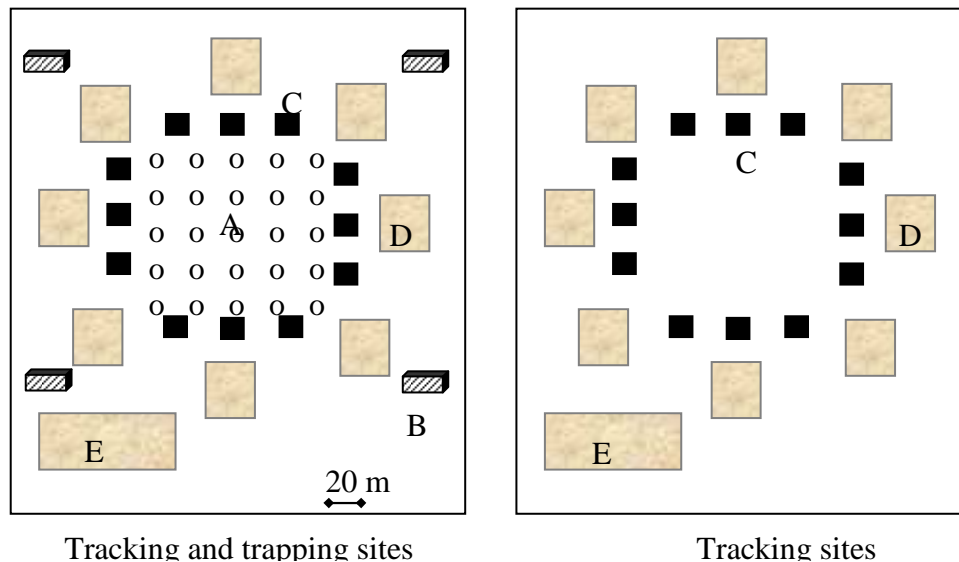 C
o o o o o
C
o o o o o
A
D
D
o o o o o
o o o o o
o o o o o
B
E
E
20 m
Tracking and trapping sites
Tracking sites